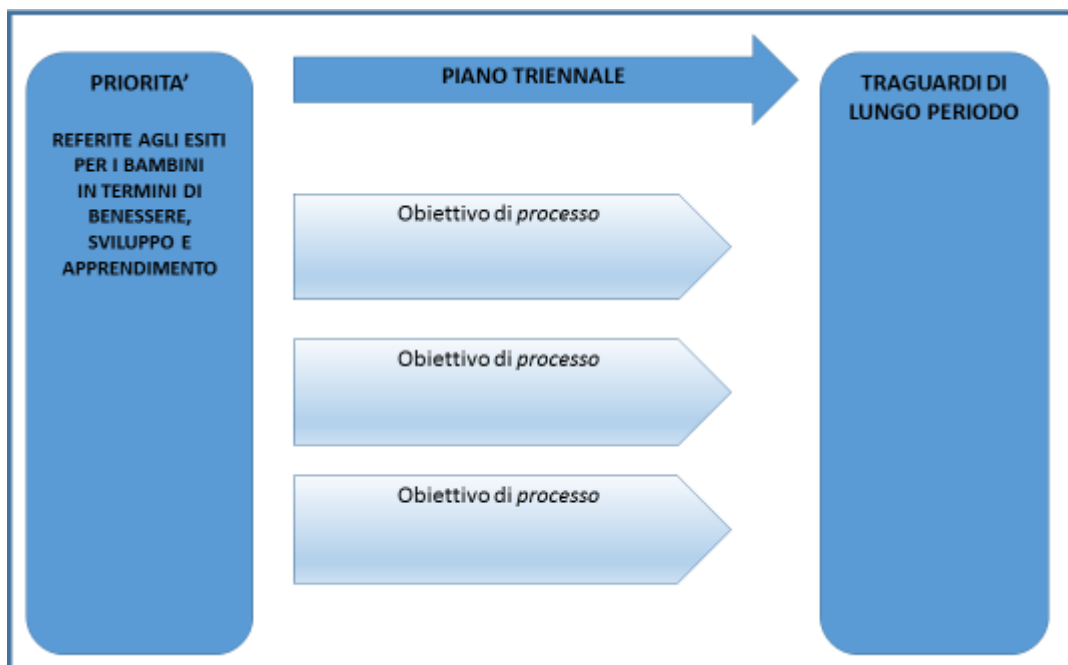 PRIORITA'
REFERITE AGLI ESITI
PER I BAMBINI
IN TERMINI DI
BENESSERE,
SVILUPPO E
APPRENDIMENTO
PIANO TRIENNALE
Obiettivo di processo
Obiettivo di processo
Obiettivo di processo
TRAGUARDI DI
LUNGO PERIODO